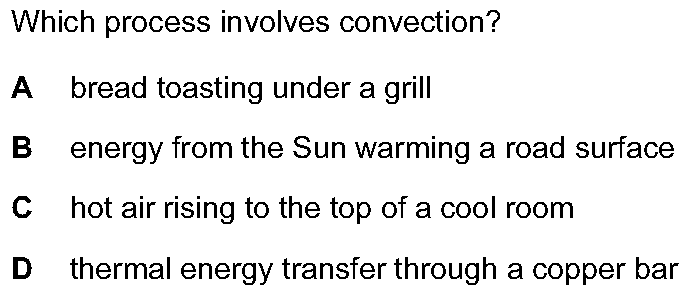 Which process involves convection?
A bread toasting under a grill
B energy from the Sun warming a road surface
C hot air rising to the top of a cool room
D thermal energy transfer through a copper bar